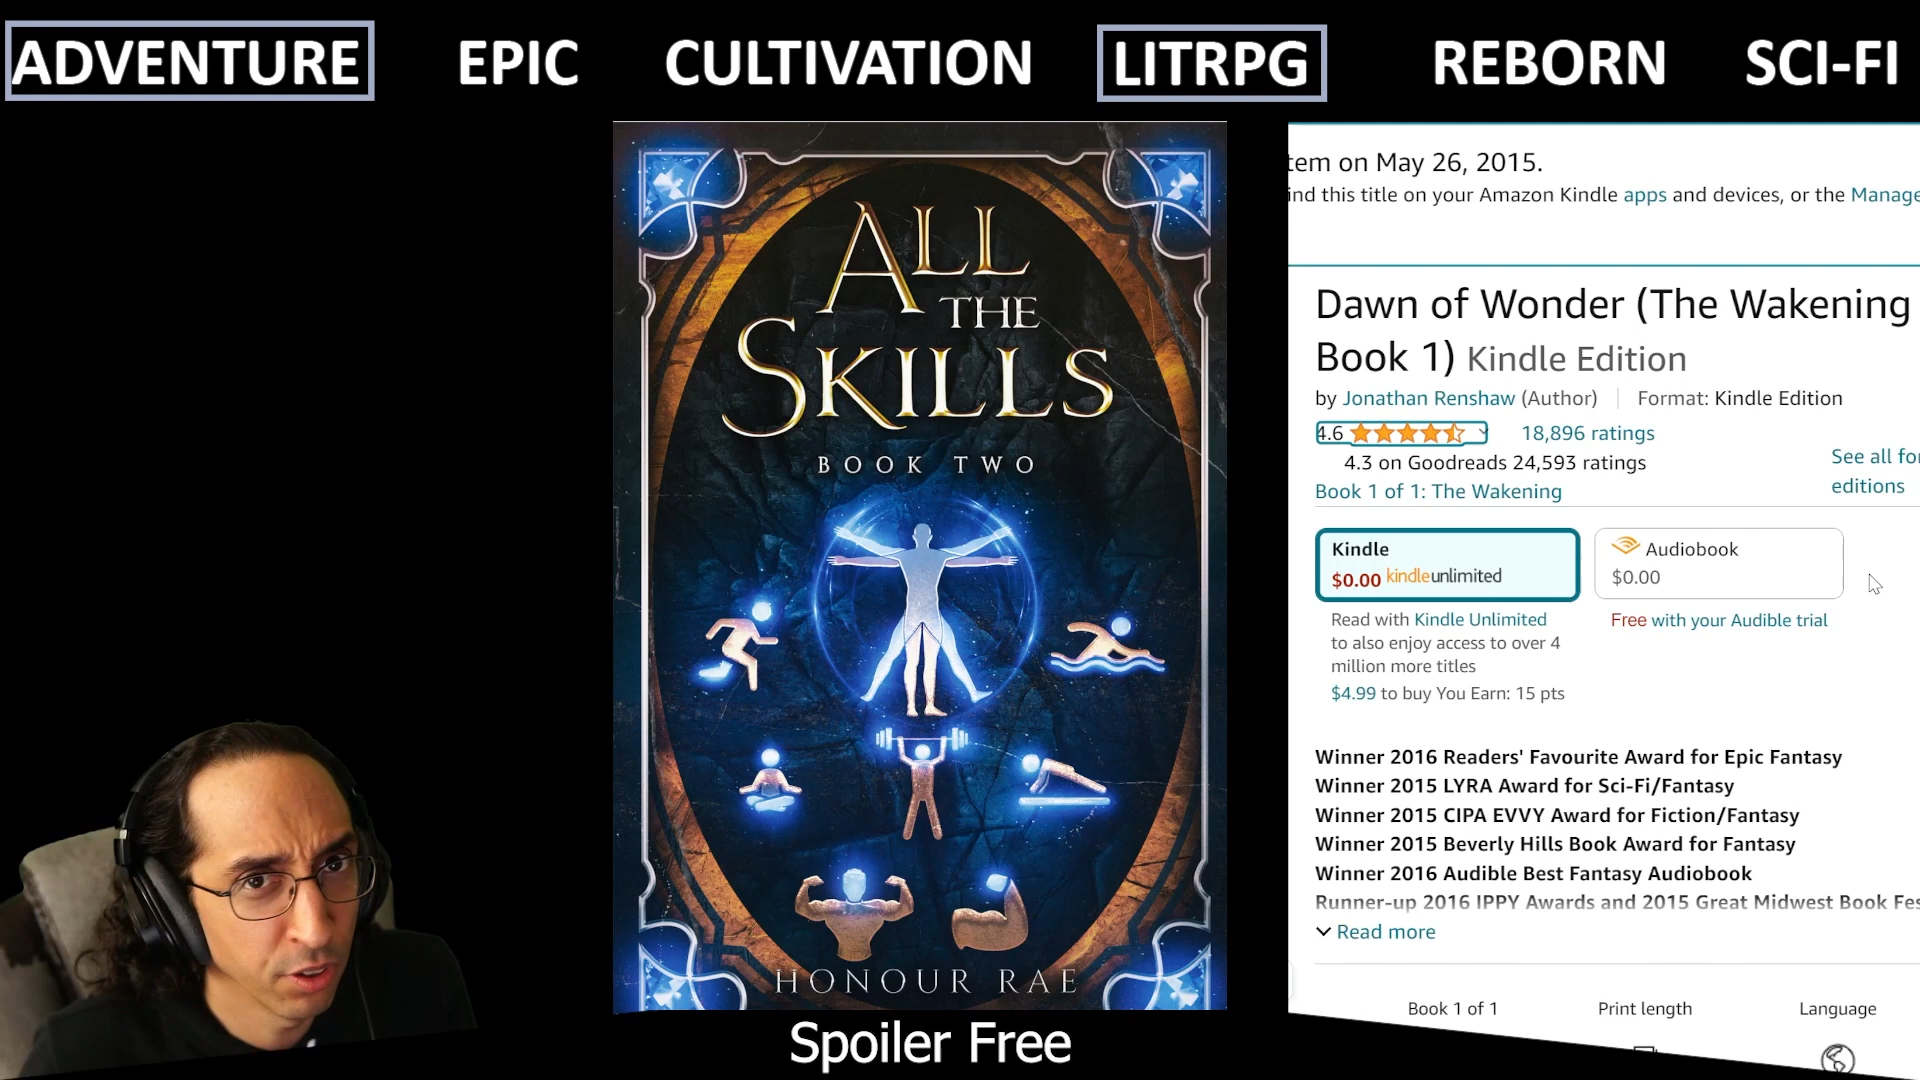 ADVENTURE EPIC CULTIVATION LITRPG REBORN SCI-FI
ALL
THE
SKILLS
BOOK TWO
HONOUR RAE
Spoiler Free
tem on May 26, 2015.
ind this title on your Amazon Kindle apps and devices, or the Manage
Dawn of Wonder (The Wakening
Book 1) Kindle Edition
by Jonathan Renshaw (Author) Format: Kindle Edition
4.6 18,896 ratings
4.3 on Goodreads 24,593 ratings
See all fo
editions
Book 1 of 1: The Wakening
Kindle
$0.00 kindleunlimited
Audiobook
$0.00
Read with Kindle Unlimited
to also enjoy access to over 4
million more titles
$4.99 to buy You Earn: 15 pts
Free with your Audible trial
Winner 2016 Readers' Favourite Award for Epic Fantasy
Winner 2015 LYRA Award for Sci-Fi/Fantasy
Winner 2015 CIPA EVVY Award for Fiction/Fantasy
Winner 2015 Beverly Hills Book Award for Fantasy
Winner 2016 Audible Best Fantasy Audiobook
Runner-up 2016 IPPY Awards and 2015 Great Midwest Book Fes
Read more
Book 1 of 1 Print length Language